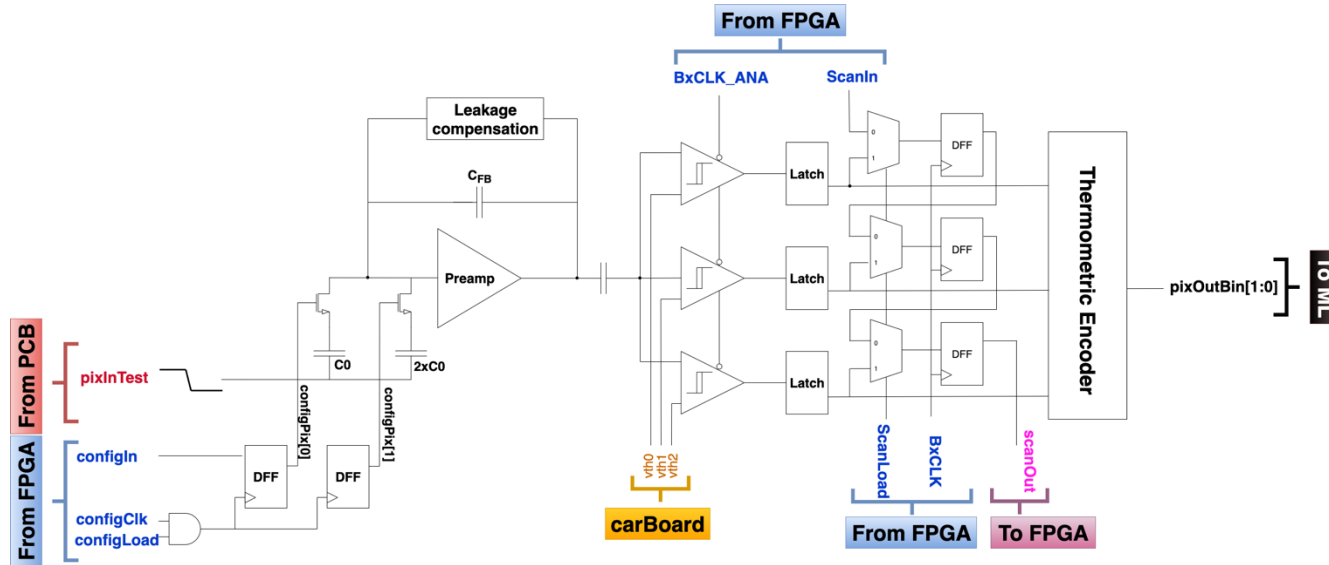 From FPGA
BxCLK_ANA
ScanIn
Leakage
compensation
CFB
Preamp
0
1
DFF
Latch
0
1
DFF
Latch
0
1
DFF
Latch
Thermometric Encoder
pixOutBin[1:0]
To ML
From PCB
pixInTest
C0
2xC0
configPix[0]
configPix[1]
From FPGA
configIn
DFF
DFF
configClk
configLoad
vth0
vth1
vth2
carBoard
ScanLoad
BxCLK
From FPGA
scanOut
To FPGA